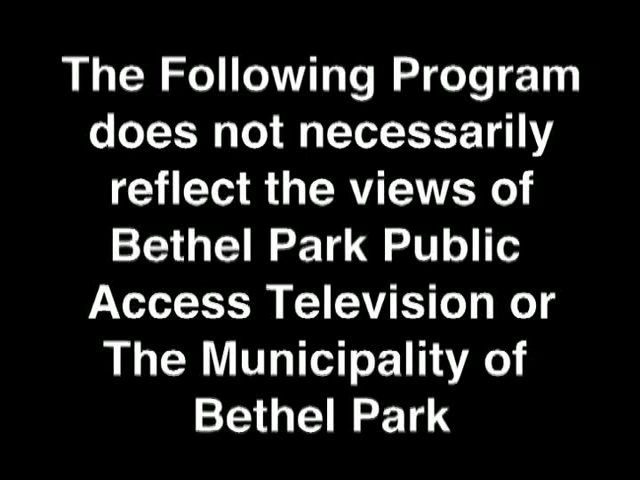 The Following Program
does not necessarily
reflect the views of
Bethel Park Public
Access Television or
The Municipality of
Bethel Park